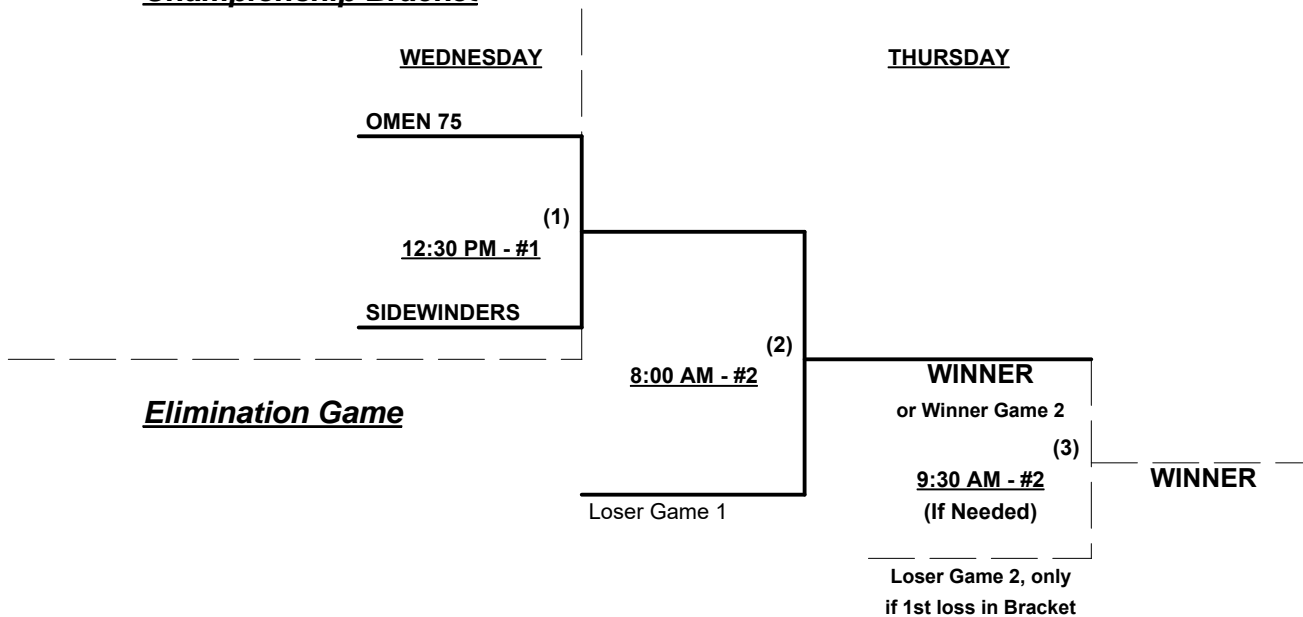 Championship Bracket
WEDNESDAY
THURSDAY
OMEN 75
(1)
12:30 PM - #1
SIDEWINDERS
(2)
8:00 AM - #2
WINNER
Elimination Game
or Winner Game 2
(3)
9:30 AM - #2
WINNER
Loser Game 1
(If Needed)
Loser Game 2, only
if 1st loss in Bracket